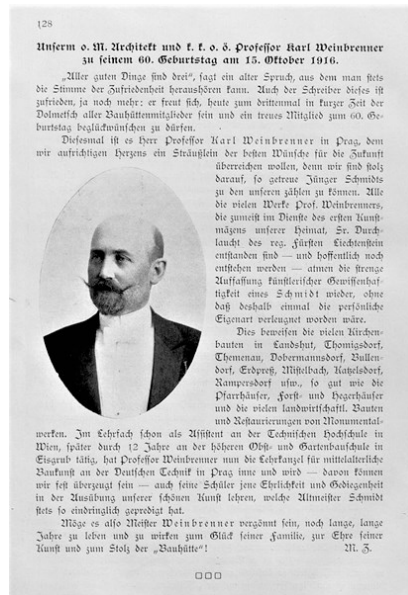 128
Unserm o. M. Architekt und k. k. o. ö. Professor Karl Weinbrenner
zu seinem 60. Geburtstag am 15. Oktober 1916.
„Aller guten Dinge sind drei“, sagt ein alter Spruch, aus dem man stets
die Stimme der Zufriedenheit heraushören kann. Auch der Schreiber dieses ist
zufrieden, ja noch mehr: er freut sich, heute zum drittenmal in kurzer Zeit der
Dolmetsch aller Bauhüttenmitglieder sein und ein treues Mitglied zum 60. Ge-
burtstag beglückwünschen zu dürfen.
Diesesmal ist es Herr Professor Karl Weinbrenner in Prag, dem
wir aufrichtigen Herzens ein Sträußlein der besten Wünsche für die Zukunft
überreichen wollen, denn wir sind stolz
darauf, so getreue Jünger Schmidts
zu den unseren zählen zu können. Alle
die vielen Werke Prof. Weinbrenners,
die zumeist im Dienste des ersten Kunst-
mäzens unserer Heimat, Sr. Durch-
laucht des reg. Fürsten Liechtenstein
entstanden sind — und hoffentlich noch
entstehen werden — atmen die strenge
Auffassung künstlerischer Gewissenhaf-
tigkeit eines Schmidt wieder, ohne
daß deshalb einmal die persönliche
Eigenart verleugnet worden wäre.
Dies beweisen die vielen Kirchen-
bauten in Landshut, Thomigsdorf,
Themenau, Dobermannsdorf, Bullen-
dorf, Erdpreß, Mistelbach, Katzelsdorf,
Rampersdorf usw., so gut wie die
Pfarrhäuser, Forst- und Hegerhäuser
und die vielen landwirtschaftl. Bauten
und Restaurierungen von Monumental-
werken. Im Lehrfach schon als Assistent an der Technischen Hochschule in
Wien, später durch 12 Jahre an der höheren Obst- und Gartenbauschule in
Eisgrub tätig, hat Professor Weinbrenner nun die Lehrkanzel für mittelalterliche
Baukunst an der Deutschen Technik in Prag inne und wird — davon können
wir fest überzeugt sein — auch seine Schüler jene Ehrlichkeit und Gediegenheit
in der Ausübung unserer schönen Kunst lehren, welche Altmeister Schmidt
stets so eindringlich gepredigt hat.
Möge es also Meister Weinbrenner vergönnt sein, noch lange, lange
Jahre zu leben und zu wirken zum Glück seiner Familie, zur Ehre seiner
Kunst und zum Stolz der „Bauhütte“! M. Z.